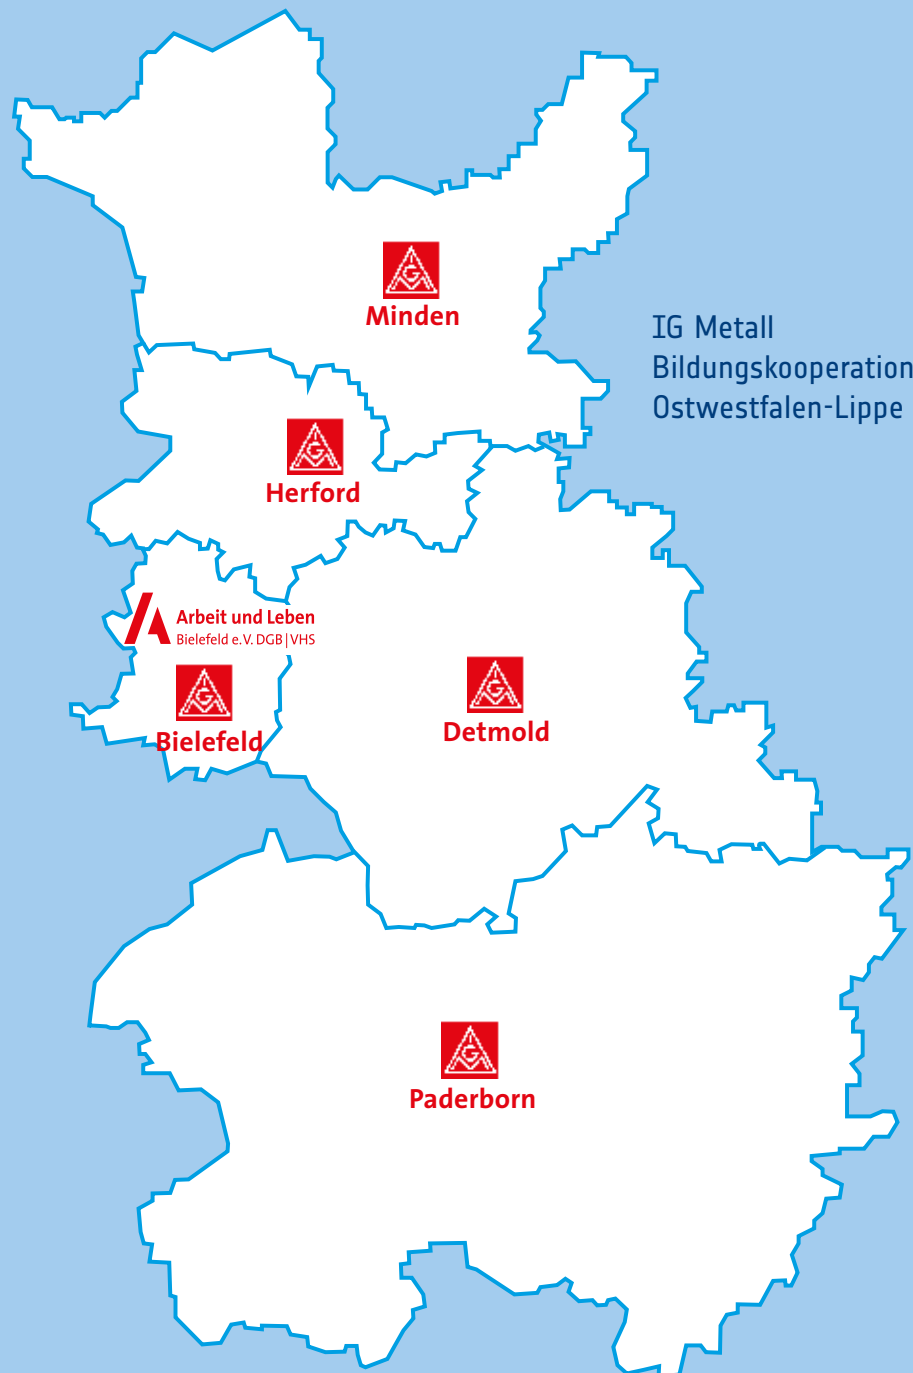 Minden
IG Metall
Bildungskooperation
Ostwestfalen-Lippe
Herford
Arbeit und Leben
Bielefeld e.V. DGB|VHS
Bielefeld
Detmold
Paderborn